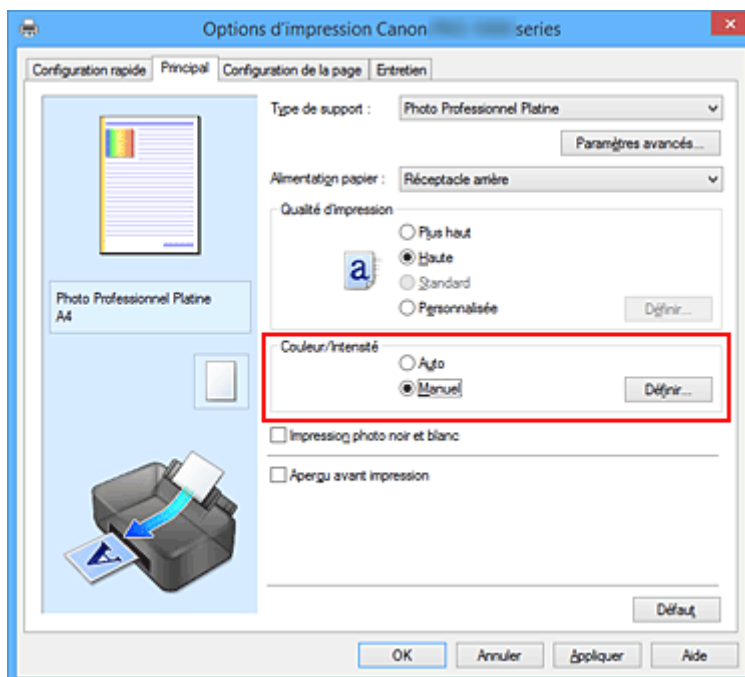 Options d'impression Canon series
Configuration rapide Principal Configuration de la page Entretien
Type de support : Photo Professionnel Platine
Paramètres avancés...
Alimentation papier : Réceptacle arrière
Qualité d'impression
Plus haut
a Haute
Standard
Photo Professionnel Platine
A4
Personnalisée Définir...
Couleur/Intensité
Auto
Manuel Définir...
Impression photo noir et blanc
Aperçu avant impression
A
Défaut
OK Annuler Appliquer Aide